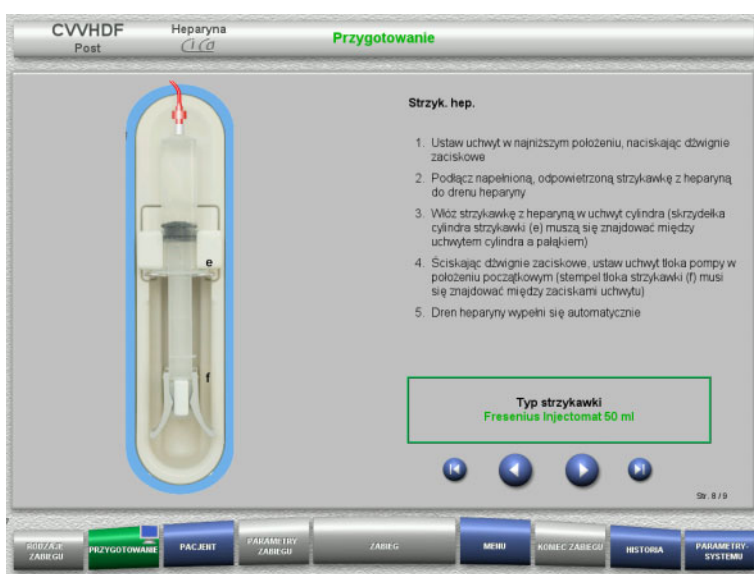 CVVHDF
Post
Heparyna
Cica
Przygotowanie
Strzyk. hep.
1. Ustaw uchwyt w najniższym położeniu, naciskając dźwignie
zaciskowe
2. Podłącz napełnioną, odpowietrzoną strzykawkę z heparyną
do drenu heparyny
3. Włóż strzykawkę z heparyną w uchwyt cylindra (skrzydełka
cylindra strzykawki (e) muszą się znajdować między
uchwytem cylindra a pałąkiem)
4. Ściskając dźwignie zaciskowe, ustaw uchwyt tłoka pompy w
położeniu początkowym (stempel tłoka strzykawki (f) musi
się znajdować między zaciskami uchwytu)
5. Dren heparyny wypełni się automatycznie
e
f
Typ strzykawki
Fresenius Injectomat 50 ml
Str. 8 / 9
RODZAJE
ZABIEGU
PRZYGOTOWANIE
PACJENT
PARAMETRY
ZABIEGU
ZABIEG
MENU
KONIEC ZABIEGU
HISTORIA
PARAMETRY-
SYSTEMU